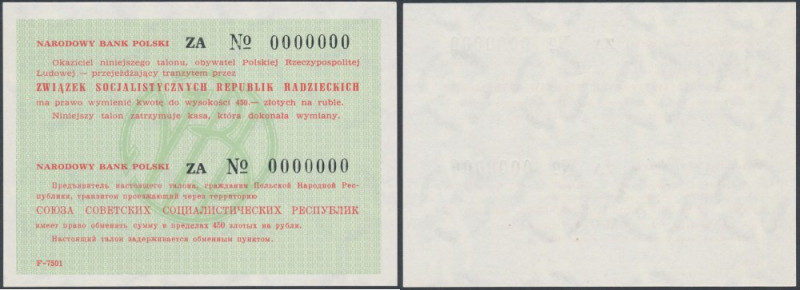 NARODOWY BANK POLSKI ZA № 0000000
Okaziciel niniejszego talonu, obywatel Polskiej Rzeczypospolitej
Ludowej — przejeżdżający tranzytem przez
ZWIĄZEK SOCJALISTYCZNYCH REPUBLIK RADZIECKICH
ma prawo wymienić kwotę do wysokości 450.— złotych na ruble.
Niniejszy talon zatrzymuje kasa, która dokonała wymiany.
NARODOWY BANK POLSKI ZA № 0000000
Предъявитель настоящего талона, гражданин Польской Народной Рес-
публики, транзитом проезжающий через территорию
СОЮЗА СОВЕТСКИХ СОЦИАЛИСТИЧЕСКИХ РЕСПУБЛИК
имеет право обменять сумму в пределах 450 злотых на рубли.
Настоящий талон задерживается обменным пунктом.
F-7501